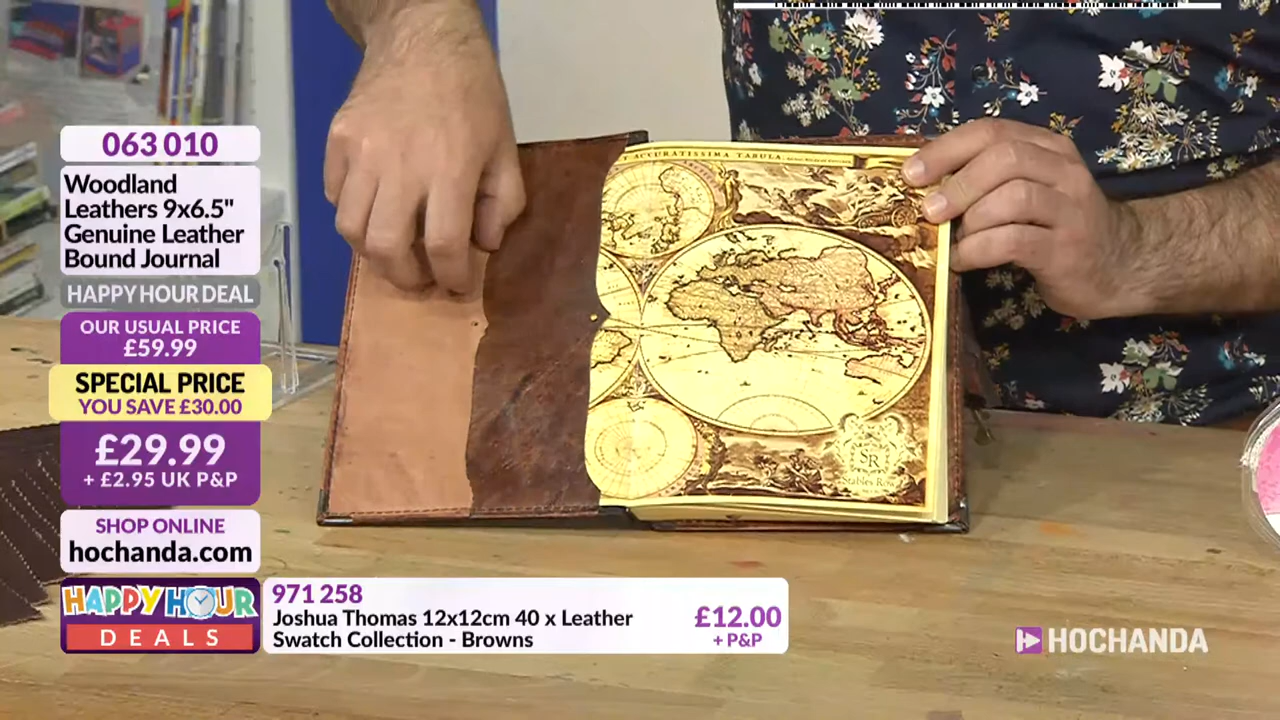 063 010
Woodland
Leathers 9x6.5"
Genuine Leather
Bound Journal
HAPPY HOUR DEAL
OUR USUAL PRICE
£59.99
SPECIAL PRICE
YOU SAVE £30.00
£29.99
+ £2.95 UK P&P
SHOP ONLINE
hochanda.com
HAPPY HOUR
DEALS
971 258
Joshua Thomas 12x12cm 40 x Leather
Swatch Collection - Browns
£12.00
+ P&P
ACCURATISSIMA TABULA
SR
Stables Row
HOCHANDA